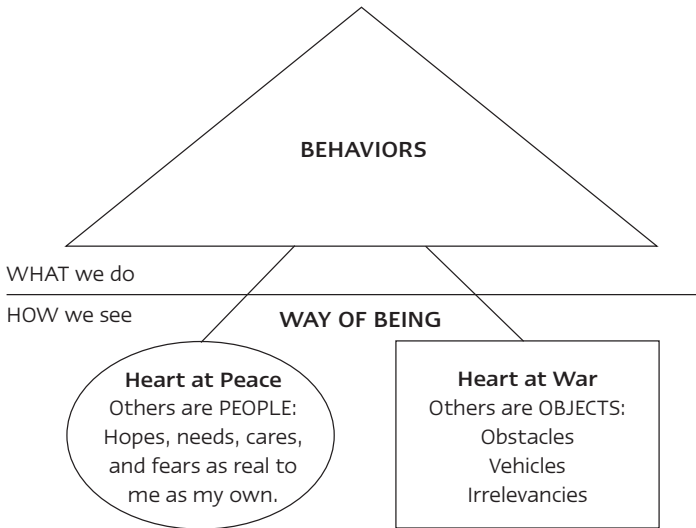 BEHAVIORS
WHAT we do
HOW we see
WAY OF BEING
Heart at Peace
Others are PEOPLE:
Hopes, needs, cares,
and fears as real to
me as my own.
Heart at War
Others are OBJECTS:
Obstacles
Vehicles
Irrelevancies